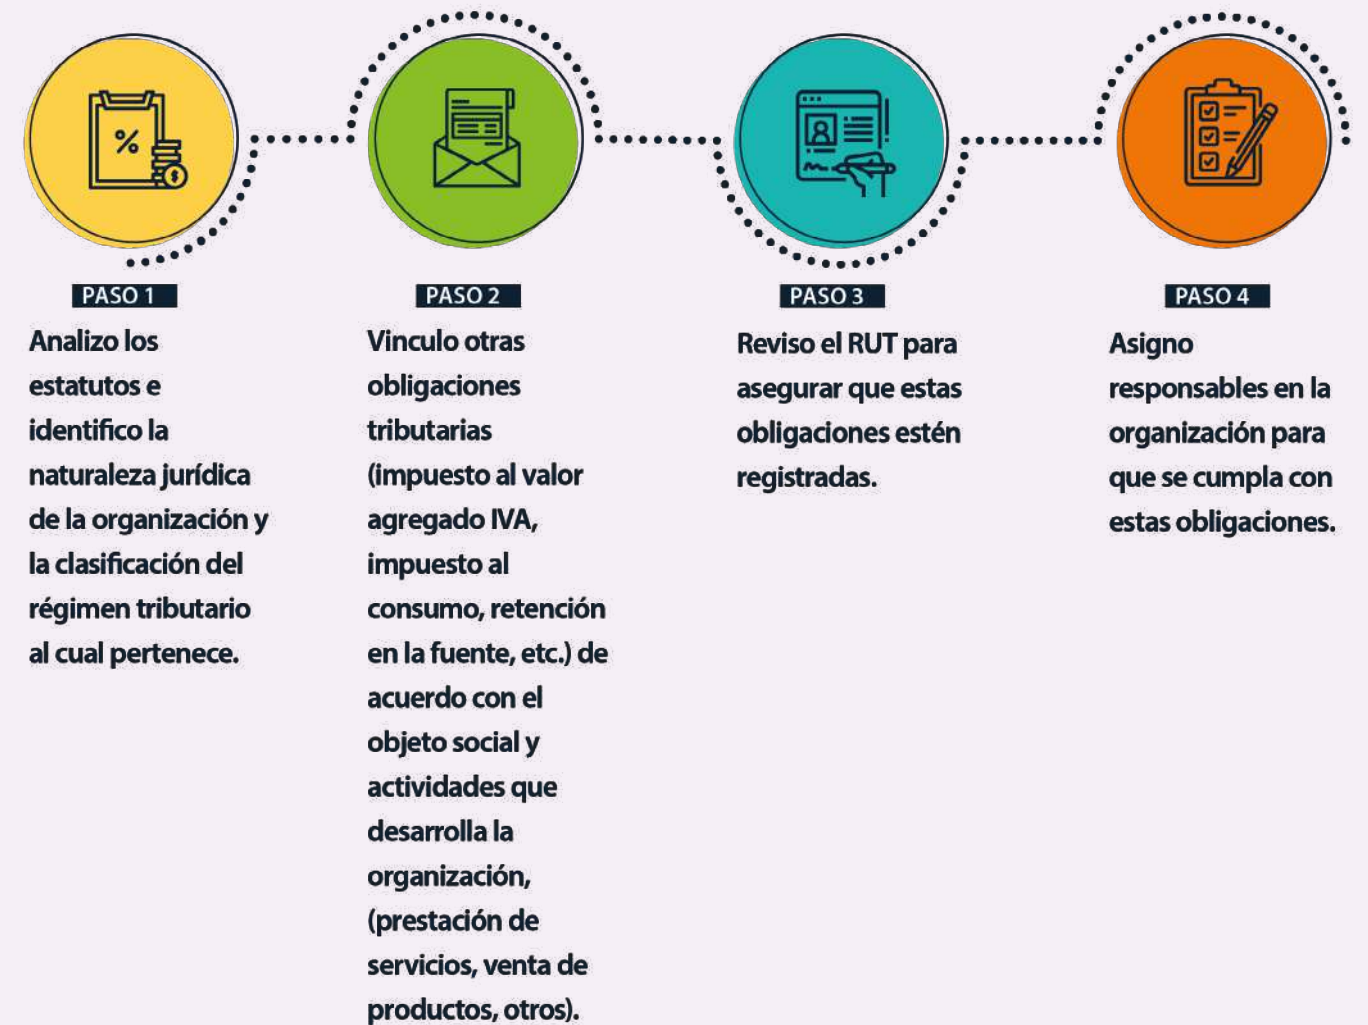 PASO 1
Analizo los
estatutos e
identifico la
naturaleza jurídica
de la organización y
la clasificación del
régimen tributario
al cual pertenece.
PASO 2
Vinculo otras
obligaciones
tributarias
(impuesto al valor
agregado IVA,
impuesto al
consumo, retención
en la fuente, etc.) de
acuerdo con el
objeto social y
actividades que
desarrolla la
organización,
(prestación de
servicios, venta de
productos, otros).
PASO 3
Reviso el RUT para
asegurar que estas
obligaciones estén
registradas.
PASO 4
Asigno
responsables en la
organización para
que se cumpla con
estas obligaciones.